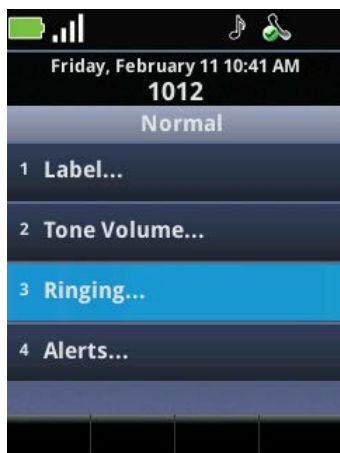 Friday, February 11 10:41 AM
1012
Normal
1 Label...
2 Tone Volume...
3 Ringing...
4 Alerts...